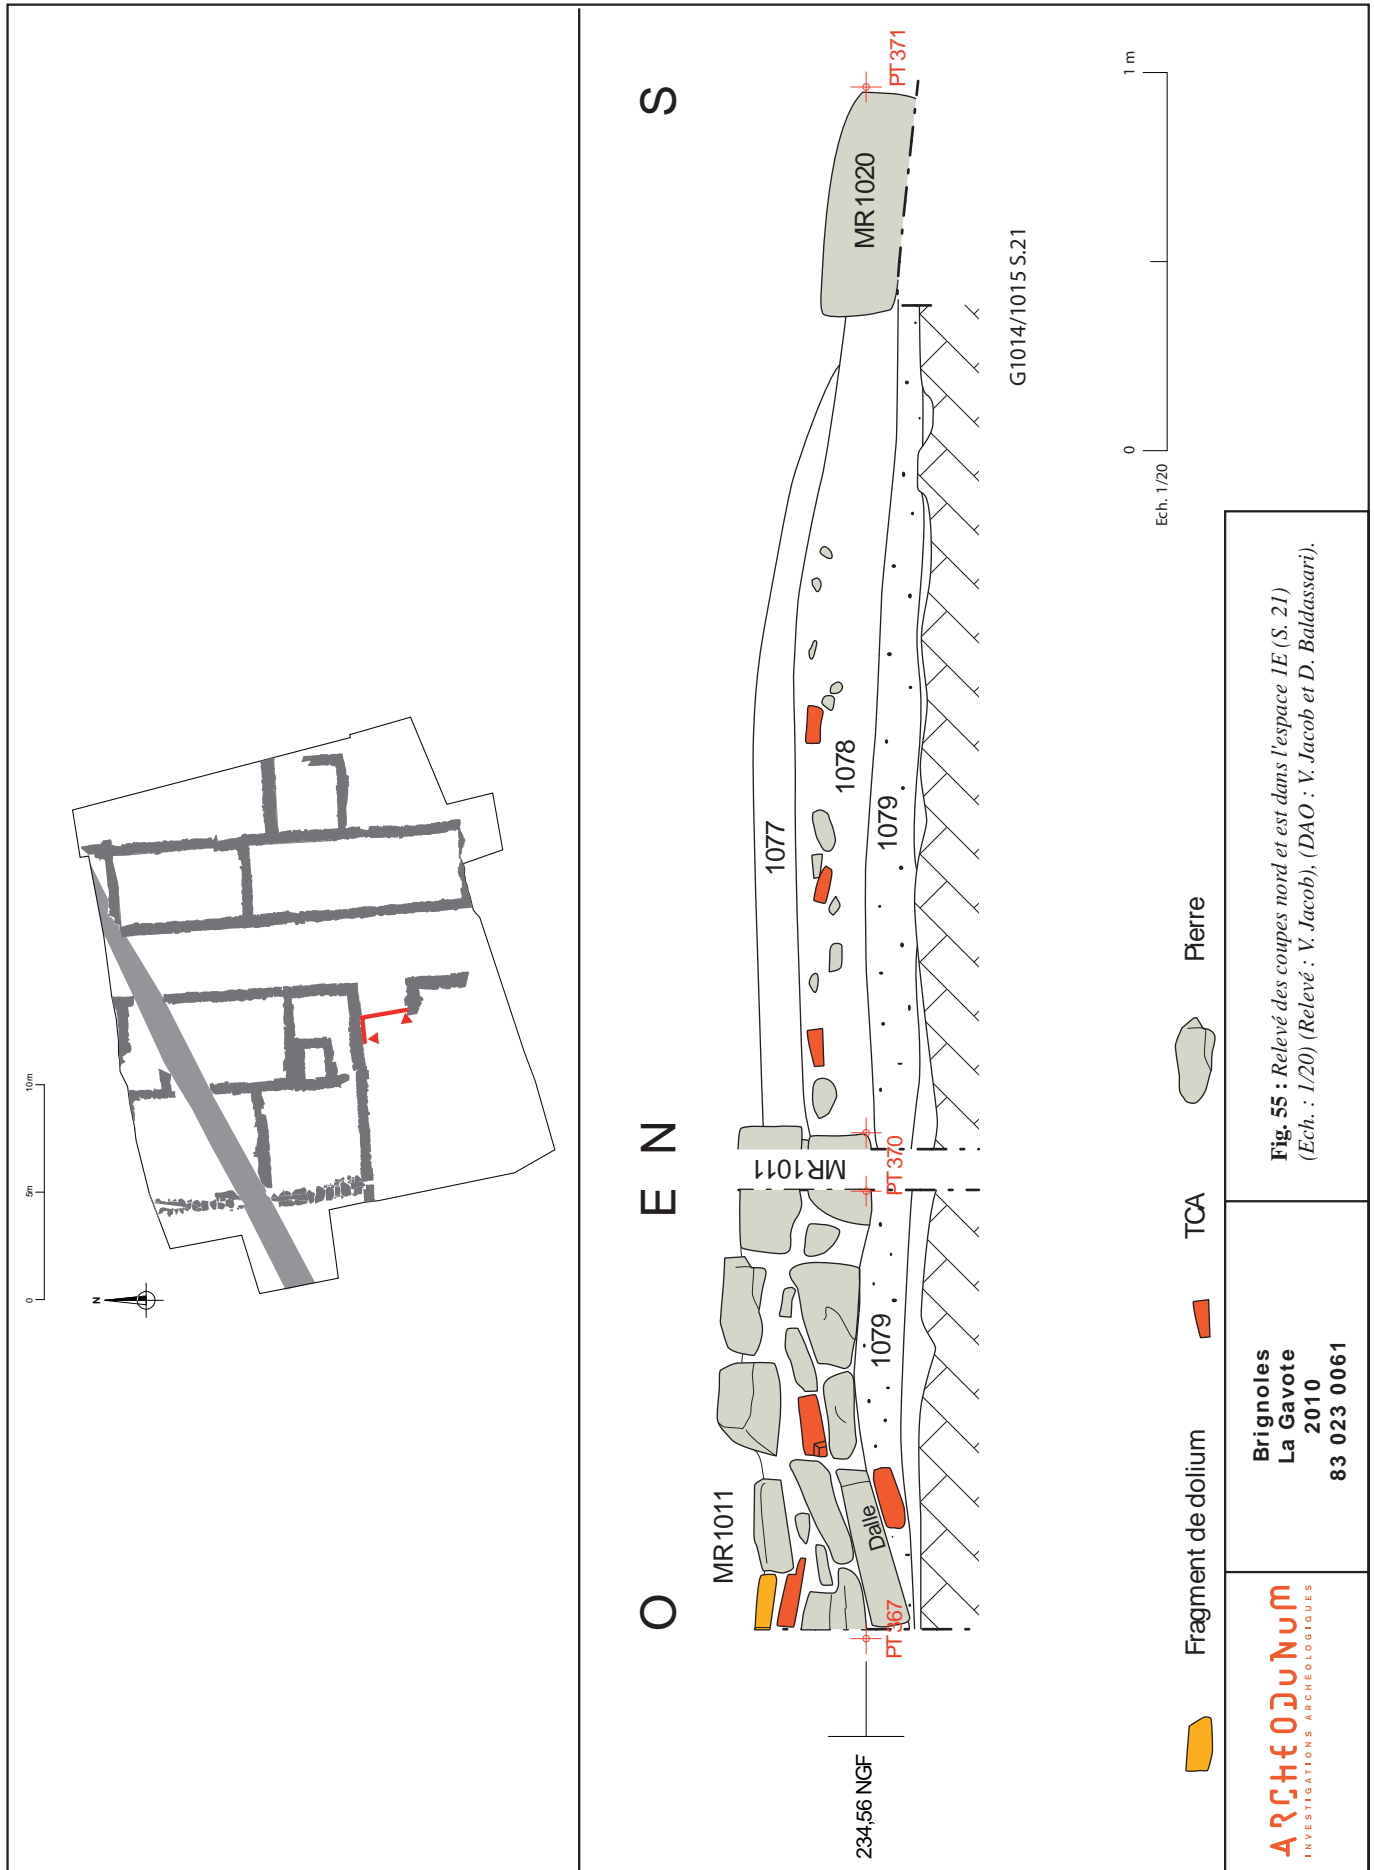 0
5m
10m
N
O
E
N
S
MR1011
MR1011
1077
1078
1079
1079
Dalle
MR1020
PT367
PT370
PT371
234,56 NGF
G1014/1015 S.21
0
1 m
Ech. 1/20
Fragment de dolium
TCA
Pierre
ARCHEODUNUM
INVESTIGATIONS ARCHÉOLOGIQUES
Brignoles
La Gavote
2010
83 023 0061
Fig. 55 : Relevé des coupes nord et est dans l'espace 1E (S. 21)
(Ech. : 1/20) (Relevé : V. Jacob), (DAO : V. Jacob et D. Baldassari).